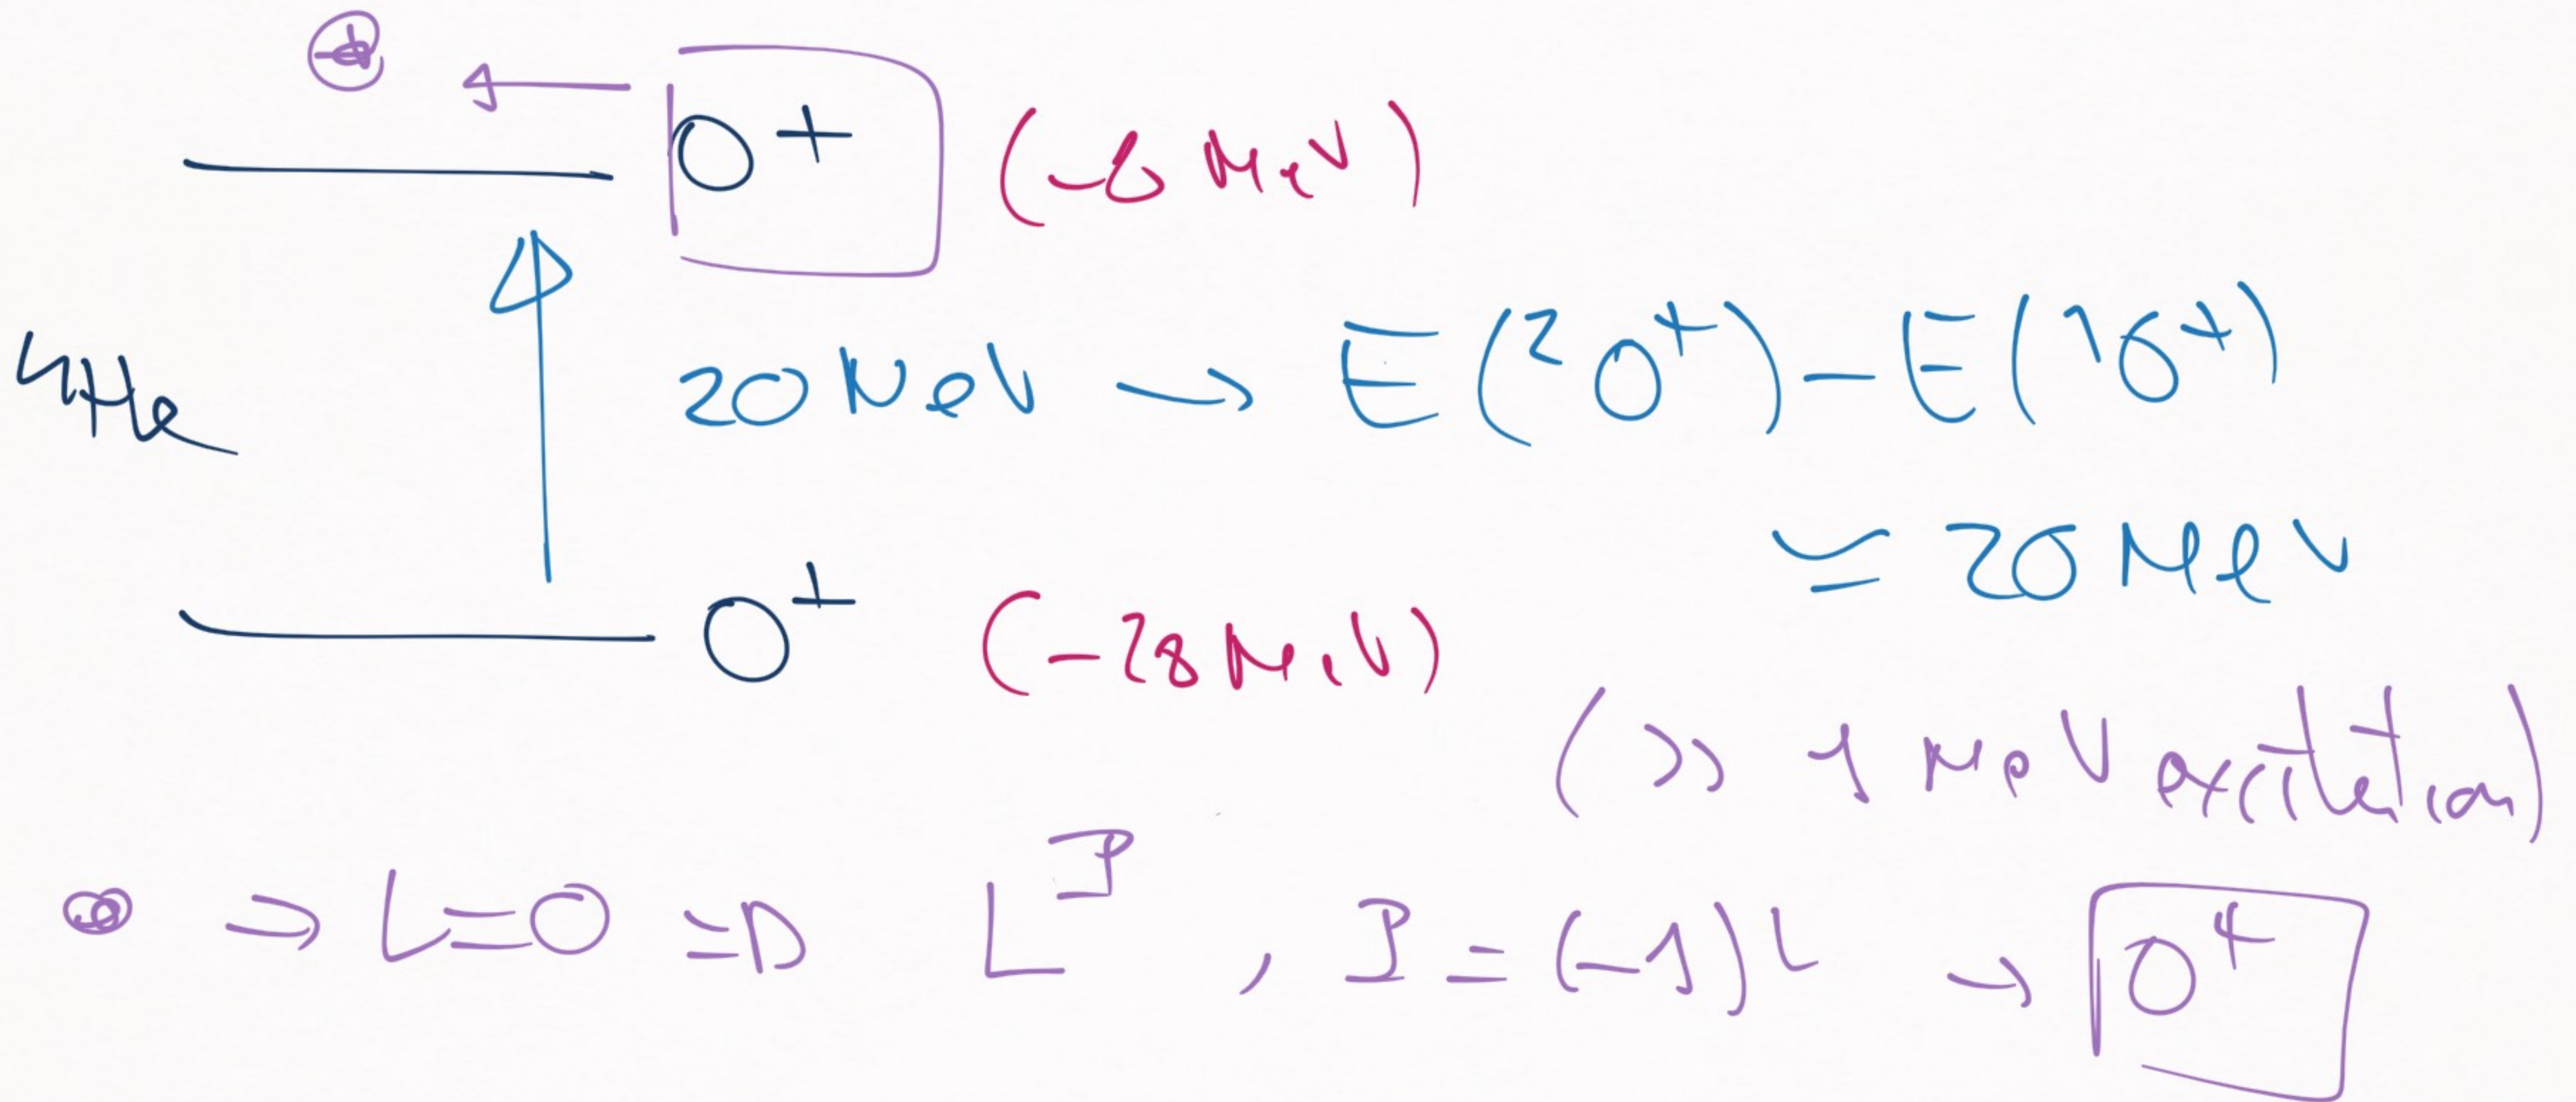 0⁺ (-8 MeV)
⁴He
20 MeV → E(²0⁺) - E(¹0⁺)
≃ 20 MeV
0⁺ (-28 MeV)
(>> 1 MeV excitation)
⇒ L=0 ⇒ L^P , P = (-1)^L → 0⁺